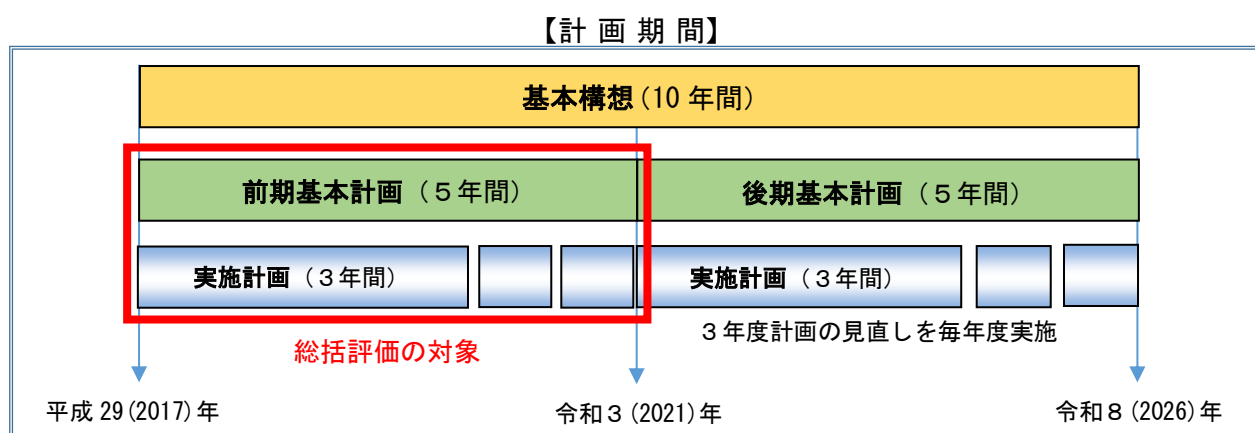 【計 画 期 間】
基本構想(10 年間)
前期基本計画（５年間） 後期基本計画（５年間）
実施計画（３年間） 実施計画（３年間）
総括評価の対象 ３年度計画の見直しを毎年度実施
平成 29(2017)年 令和３(2021)年 令和８(2026)年